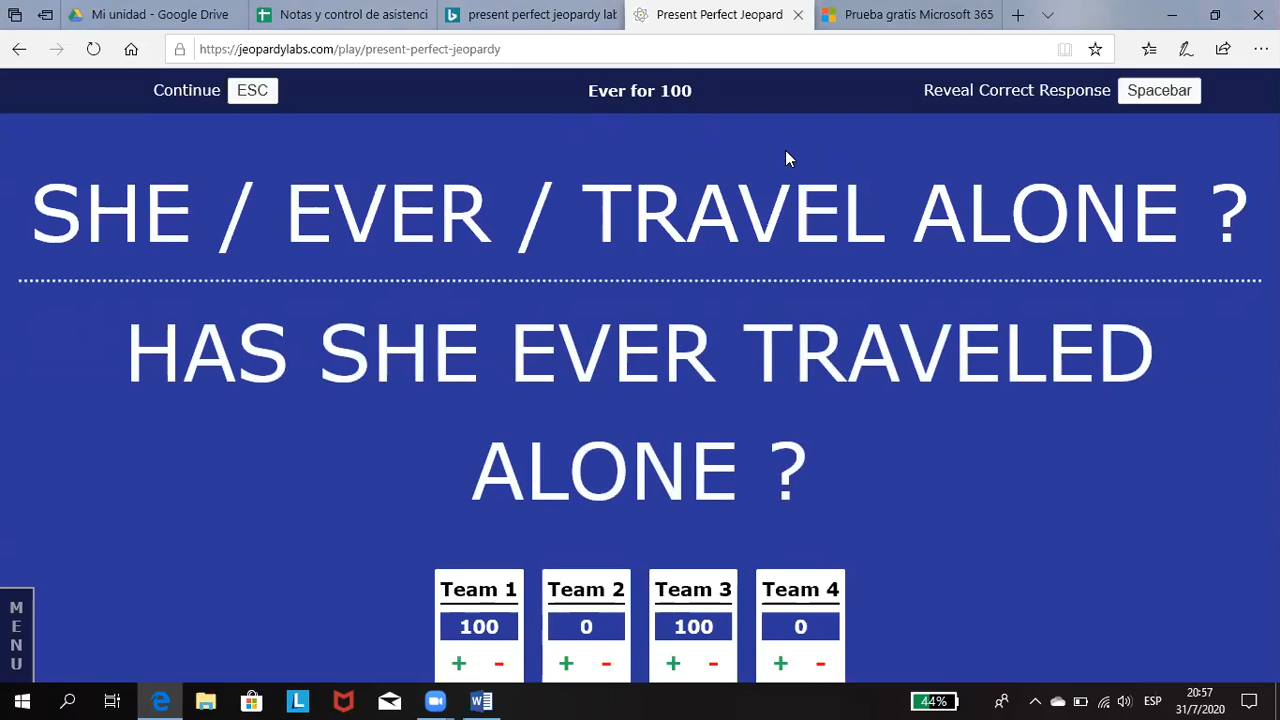 Mi unidad - Google Drive
Notas y control de asistenci
present perfect jeopardy lab
Present Perfect Jeopard
Prueba gratis Microsoft 365
https://jeopardylabs.com/play/present-perfect-jeopardy
Continue ESC
Ever for 100
Reveal Correct Response Spacebar
SHE / EVER / TRAVEL ALONE ?
HAS SHE EVER TRAVELED
ALONE ?
Team 1 Team 2 Team 3 Team 4
100 0 100 0
+ - + - + - + -
MENU
44%
ESP
20:57
31/7/2020